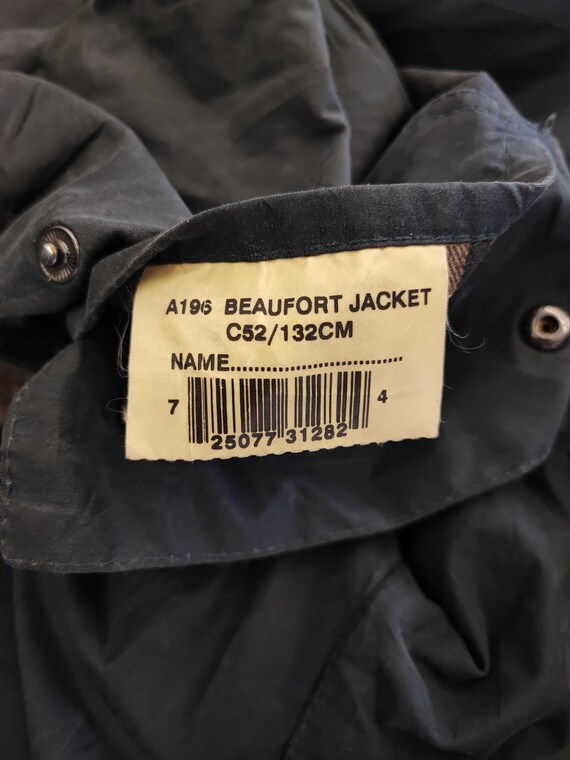 A196 BEAUFORT JACKET
C52/132CM
NAME.............................
7 25077 31282 4